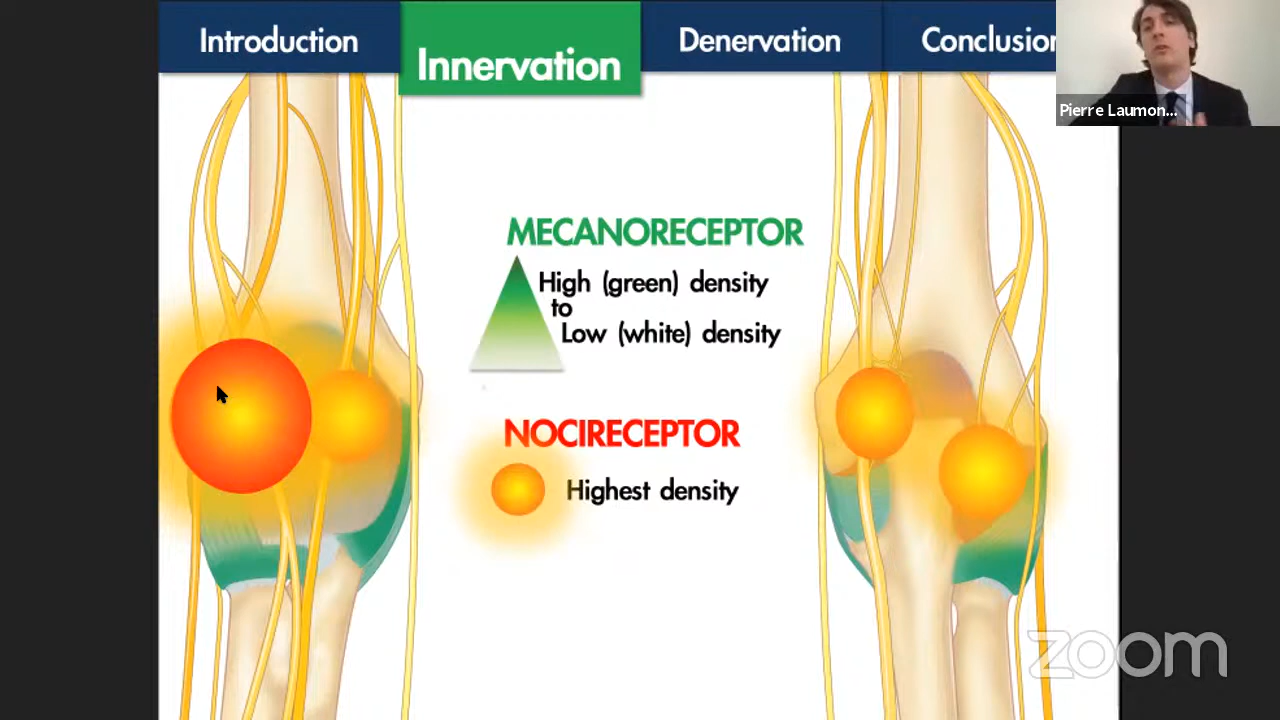 Introduction
Innervation
Denervation
Conclusion
Pierre Laumon...
MECANORECEPTOR
High (green) density
to
Low (white) density
NOCIRECEPTOR
Highest density
zoom